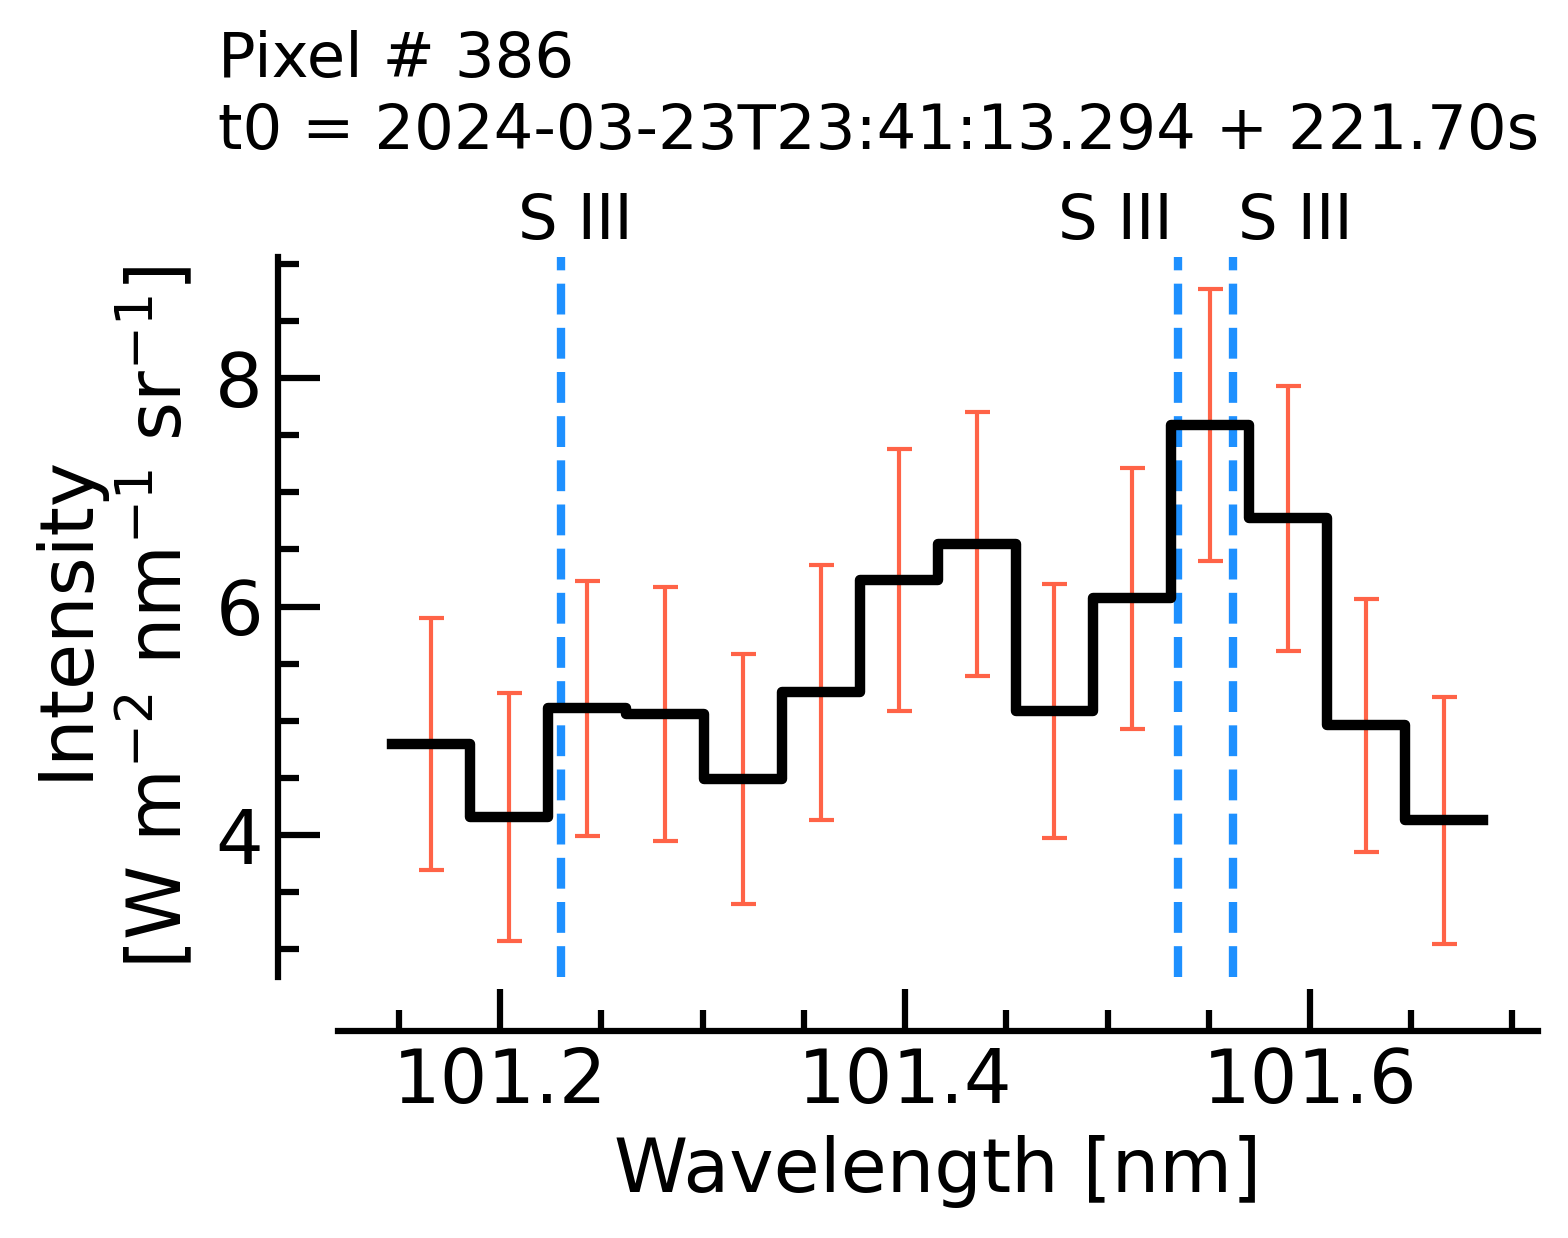 Pixel # 386
t0 = 2024-03-23T23:41:13.294 + 221.70s
S III S III S III
Intensity
[W m⁻² nm⁻¹ sr⁻¹]
8
6
4
101.2 101.4 101.6
Wavelength [nm]